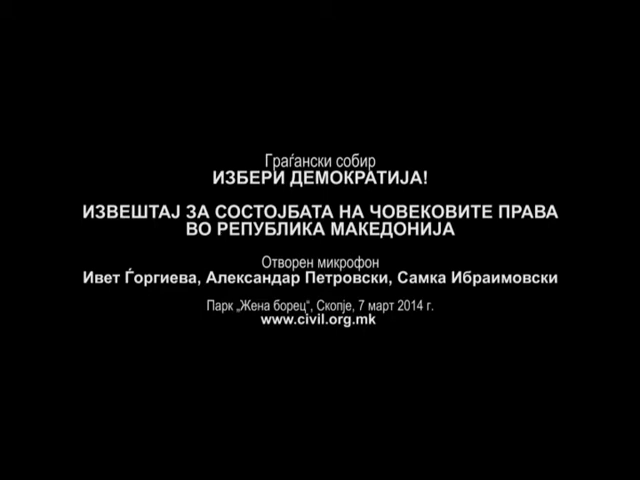 Граѓански собир
ИЗБЕРИ ДЕМОКРАТИЈА!
ИЗВЕШТАЈ ЗА СОСТОЈБАТА НА ЧОВЕКОВИТЕ ПРАВА
ВО РЕПУБЛИКА МАКЕДОНИЈА
Отворен микрофон
Ивет Ѓоргиева, Александар Петровски, Самка Ибраимовски
Парк „Жена борец“, Скопје, 7 март 2014 г.
www.civil.org.mk